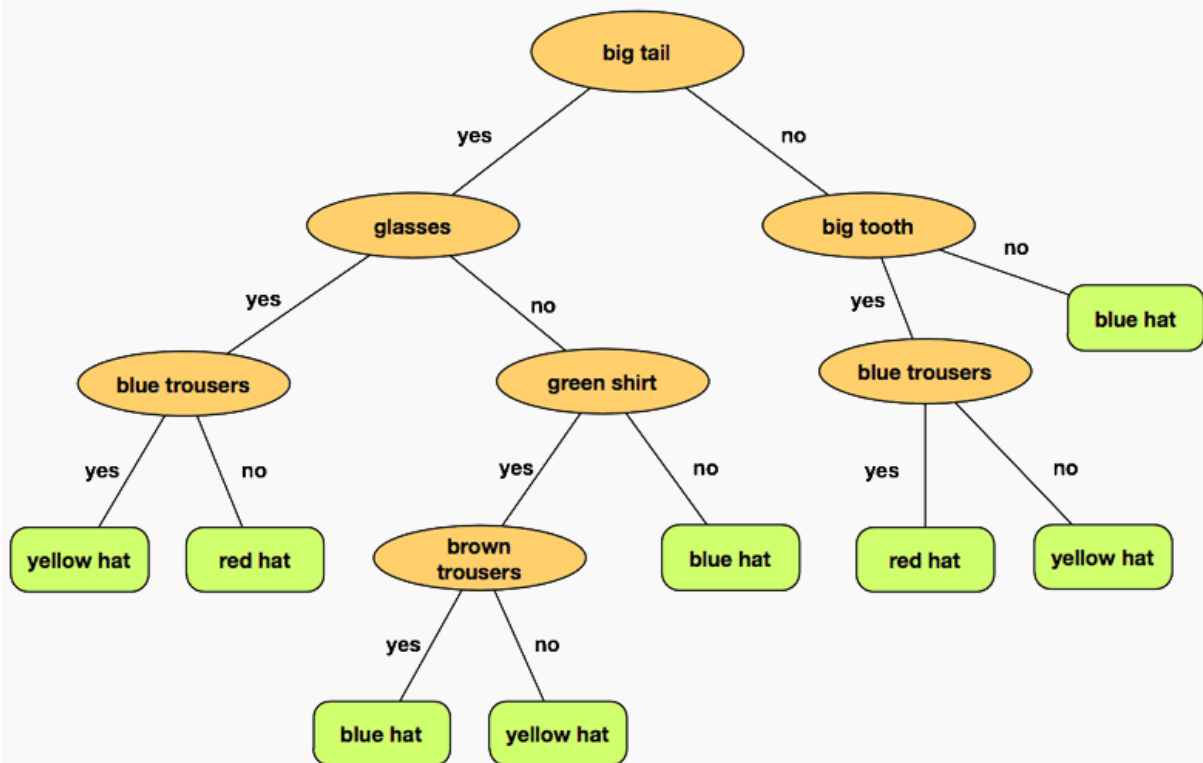 big tail
yes
no
glasses
big tooth
yes
no
yes
no
blue hat
blue trousers
green shirt
blue trousers
yes
no
yes
no
yes
no
yellow hat
red hat
brown
trousers
blue hat
red hat
yellow hat
yes
no
blue hat
yellow hat